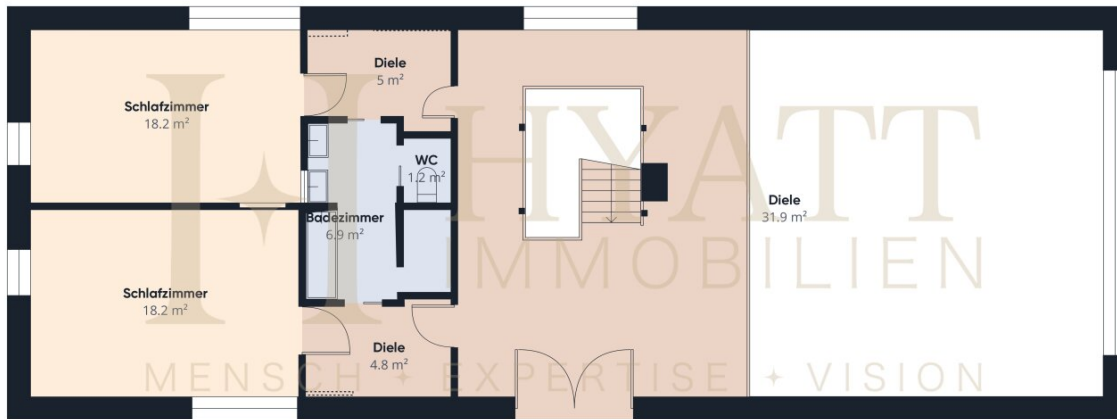 Diele
5 m²
Schlafzimmer
18.2 m²
WC
1.2 m²
HYATT
Diele
31.9 m²
Badezimmer
6.9 m²
IMMOBILIEN
Schlafzimmer
18.2 m²
Diele
4.8 m²
MENSCH EXPERTISE VISION